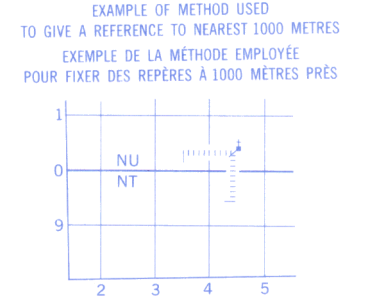 EXAMPLE OF METHOD USED
TO GIVE A REFERENCE TO NEAREST 1000 METRES
EXEMPLE DE LA MÉTHODE EMPLOYÉE
POUR FIXER DES REPÈRES À 1000 MÈTRES PRÈS
1
NU
0
NT
9
2 3 4 5